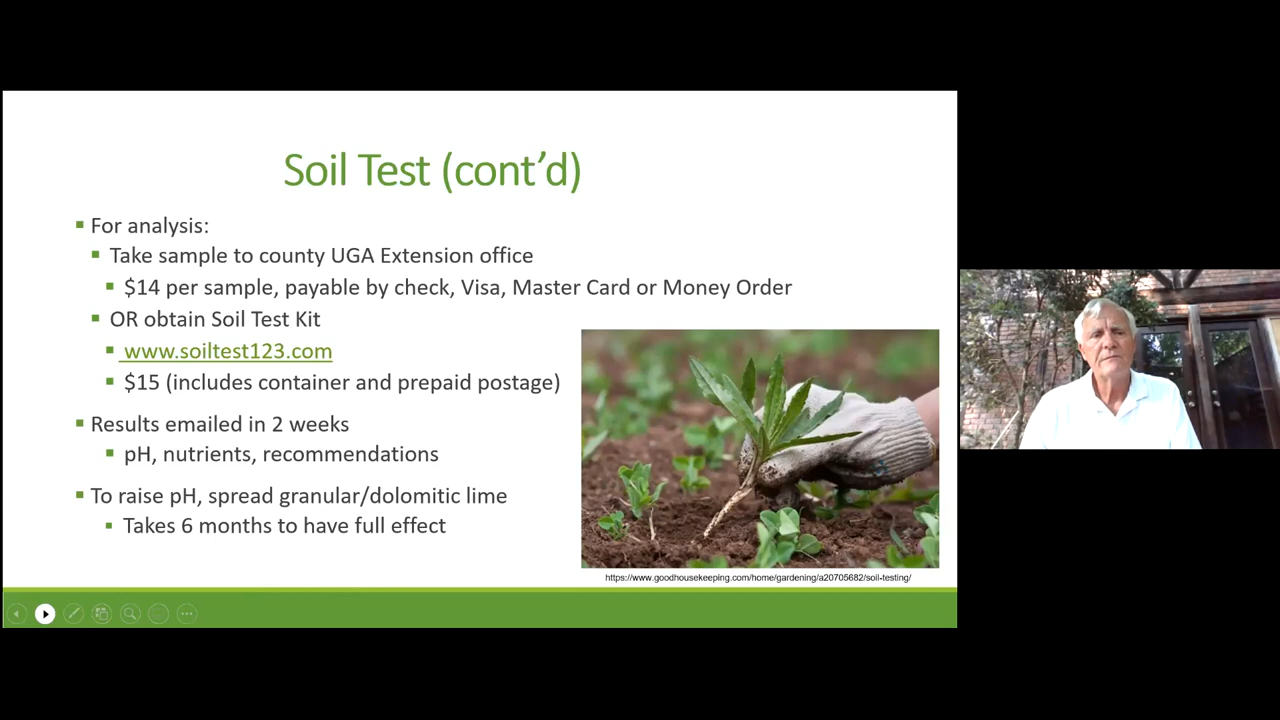 Soil Test (cont’d)
For analysis:
Take sample to county UGA Extension office
$14 per sample, payable by check, Visa, Master Card or Money Order
OR obtain Soil Test Kit
www.soiltest123.com
$15 (includes container and prepaid postage)
Results emailed in 2 weeks
pH, nutrients, recommendations
To raise pH, spread granular/dolomitic lime
Takes 6 months to have full effect
https://www.goodhousekeeping.com/home/gardening/a20705682/soil-testing/